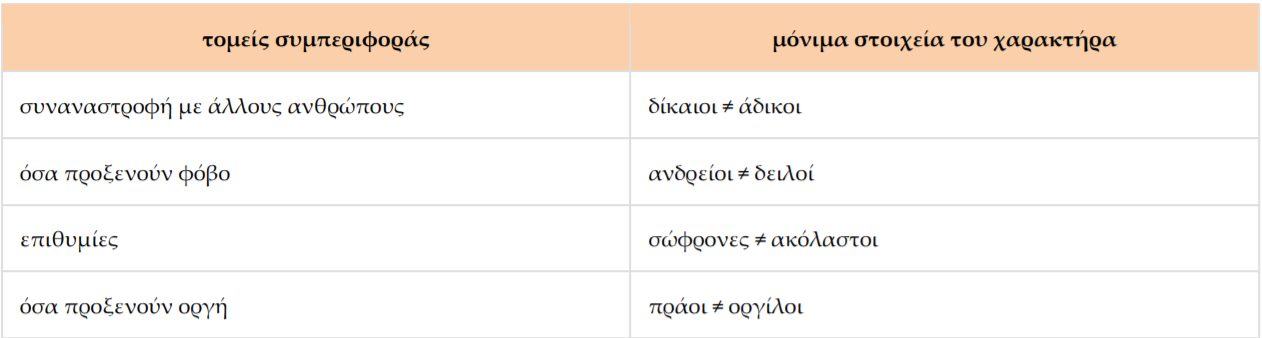 τομείς συμπεριφοράς μόνιμα στοιχεία του χαρακτήρα
συναναστροφή με άλλους ανθρώπους δίκαιοι ≠ άδικοι
όσα προξενούν φόβο ανδρείοι ≠ δειλοί
επιθυμίες σώφρονες ≠ ακόλαστοι
όσα προξενούν οργή πράοι ≠ οργίλοι